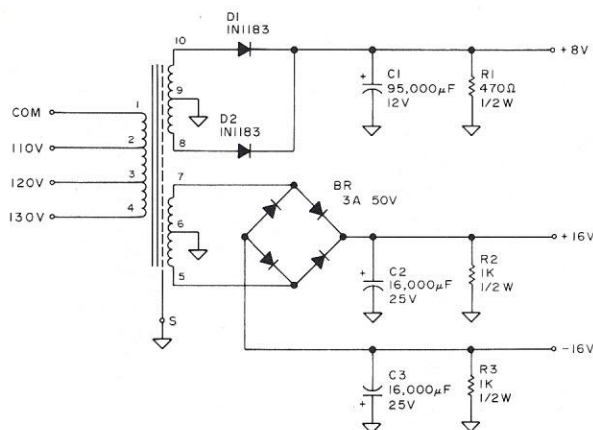 D1
IN1183
10
+8V
+
C1
95,000µF
12V
R1
470Ω
1/2W
9
COM
1
D2
IN1183
110V
2
8
120V
3
7
BR
3A 50V
130V
4
6
+16V
+
C2
16,000µF
25V
R2
1K
1/2W
5
S
-16V
C3
16,000µF
25V
+
R3
1K
1/2W